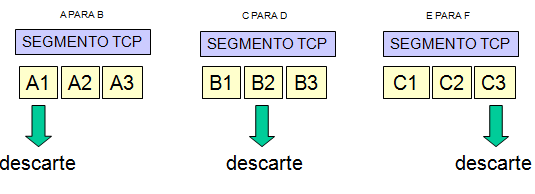 A PARA B C PARA D E PARA F
SEGMENTO TCP SEGMENTO TCP SEGMENTO TCP
A1 A2 A3 B1 B2 B3 C1 C2 C3
descarte descarte descarte